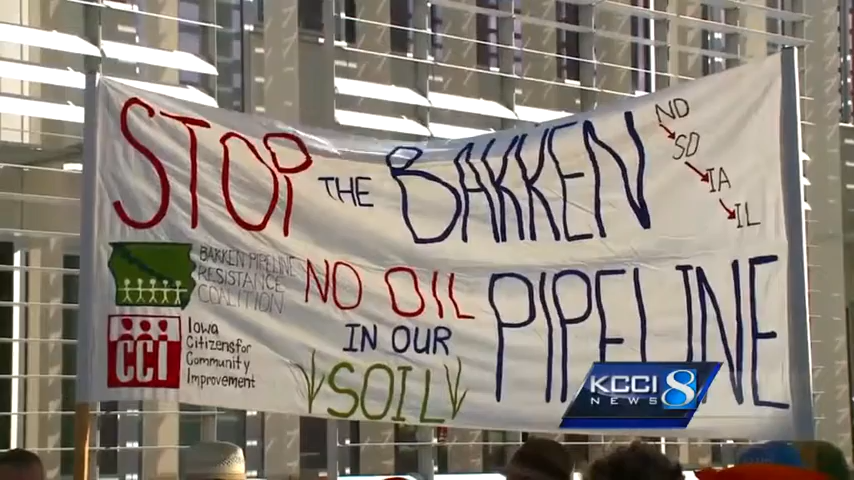 STOP THE BAKKEN PIPELINE
ND
SD
IA
IL
NO OIL
IN OUR
SOIL
BAKKEN PIPELINE
RESISTANCE
COALITION
CCI
Iowa
Citizens for
Community
Improvement
KCCI 8
NEWS